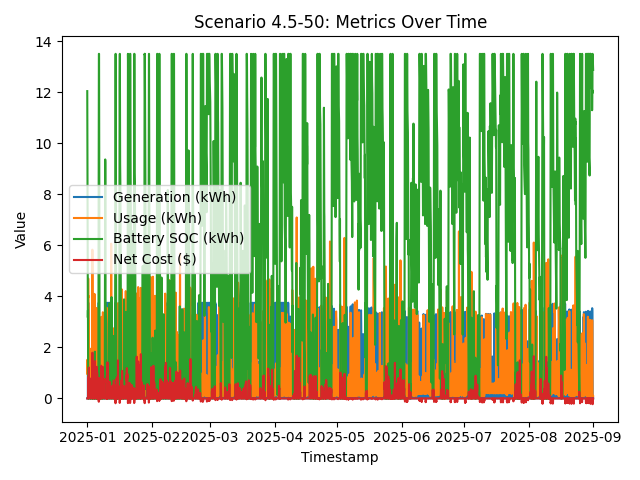 Scenario 4.5-50: Metrics Over Time
14
12
10
8
6
4
2
0
Value
Generation (kWh)
Usage (kWh)
Battery SOC (kWh)
Net Cost ($)
2025-01 2025-02 2025-03 2025-04 2025-05 2025-06 2025-07 2025-08 2025-09
Timestamp